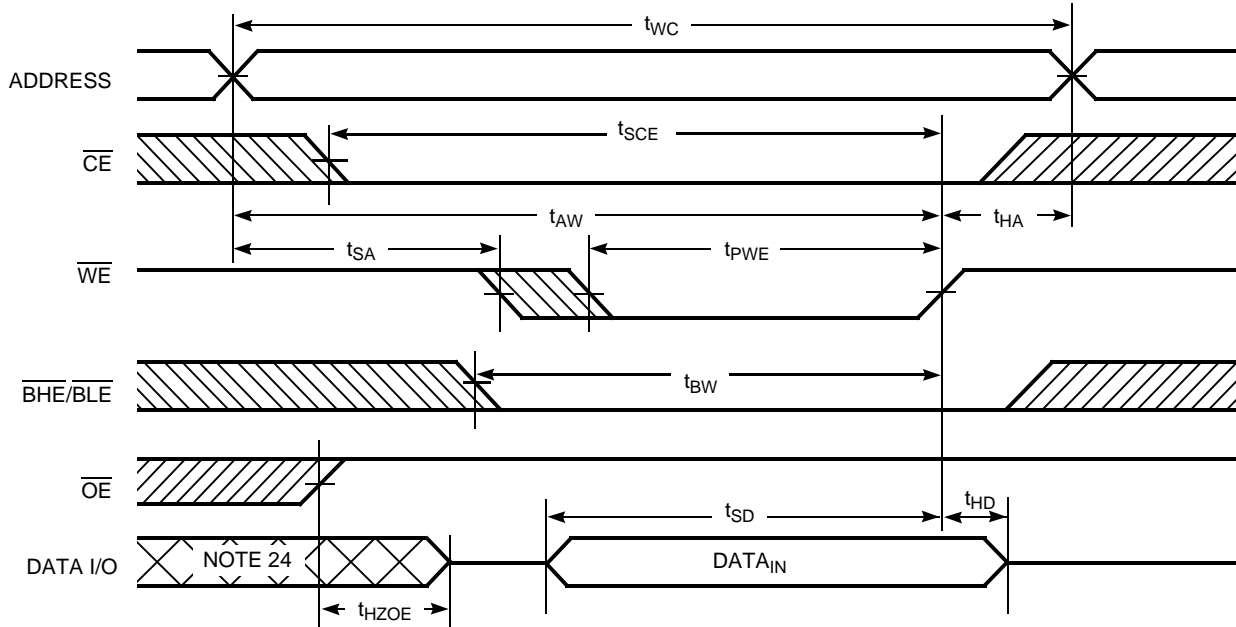 tWC
ADDRESS
tSCE
CE
tAW
tHA
tSA
tPWE
WE
tBW
BHE/BLE
OE
tSD
tHD
DATA I/O
NOTE 24
DATAIN
tHZOE